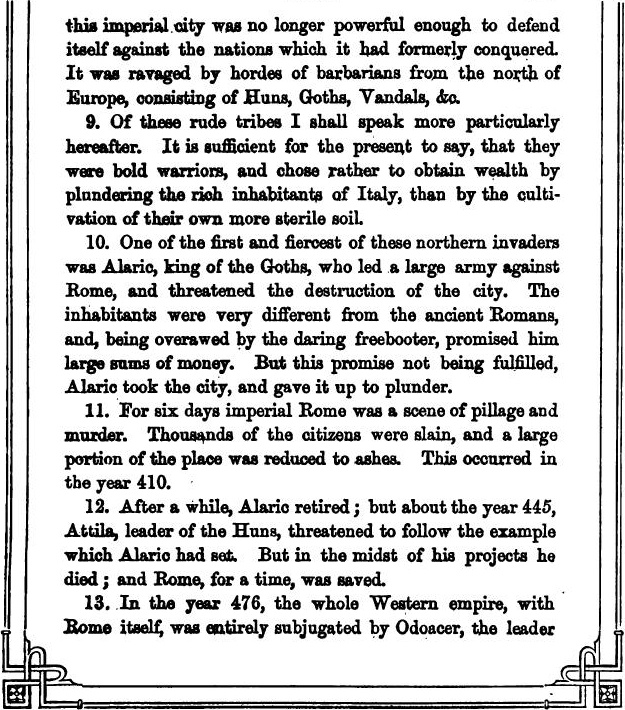 this imperial city was no longer powerful enough to defend
itself against the nations which it had formerly conquered.
It was ravaged by hordes of barbarians from the north of
Europe, consisting of Huns, Goths, Vandals, &c.
9. Of these rude tribes I shall speak more particularly
hereafter. It is sufficient for the present to say, that they
were bold warriors, and chose rather to obtain wealth by
plundering the rich inhabitants of Italy, than by the culti-
vation of their own more sterile soil.
10. One of the first and fiercest of these northern invaders
was Alaric, king of the Goths, who led a large army against
Rome, and threatened the destruction of the city. The
inhabitants were very different from the ancient Romans,
and, being overawed by the daring freebooter, promised him
large sums of money. But this promise not being fulfilled,
Alaric took the city, and gave it up to plunder.
11. For six days imperial Rome was a scene of pillage and
murder. Thousands of the citizens were slain, and a large
portion of the place was reduced to ashes. This occurred in
the year 410.
12. After a while, Alaric retired; but about the year 445,
Attila, leader of the Huns, threatened to follow the example
which Alaric had set. But in the midst of his projects he
died; and Rome, for a time, was saved.
13. In the year 476, the whole Western empire, with
Rome itself, was entirely subjugated by Odoacer, the leader